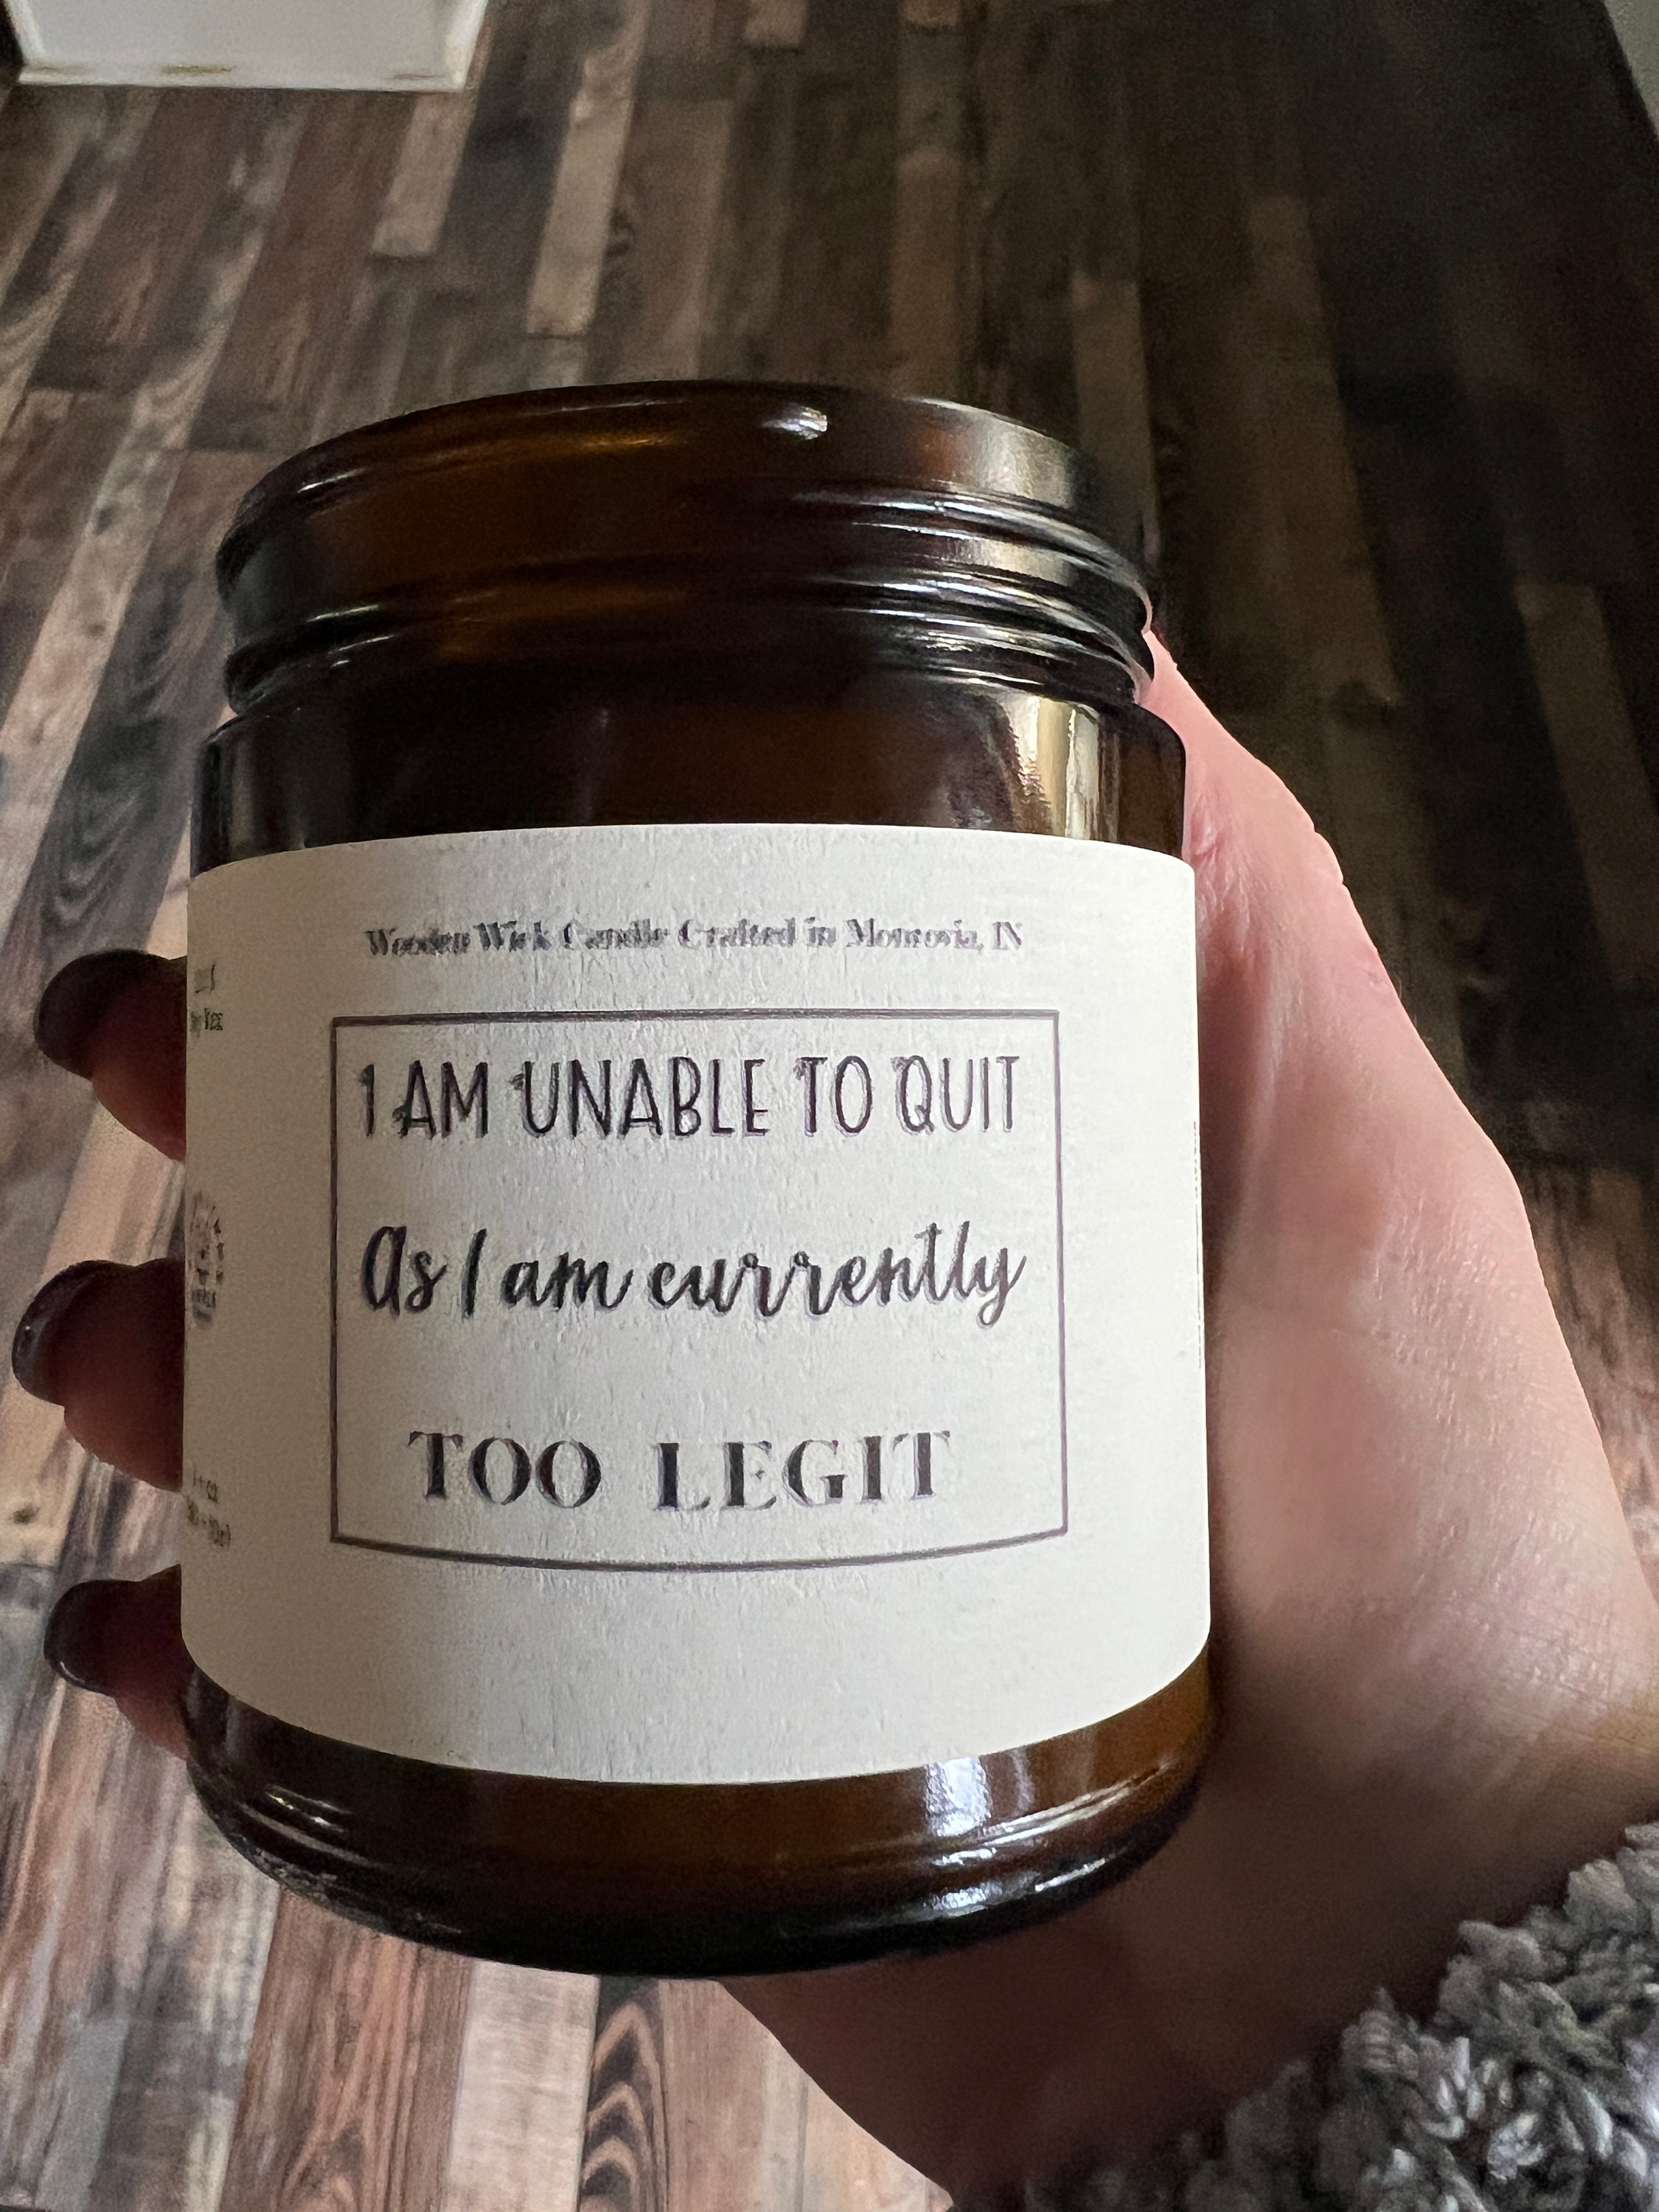 Wooden Wick Candle Crafted in Monrovia, IN
I AM UNABLE TO QUIT
As I am currently
TOO LEGIT